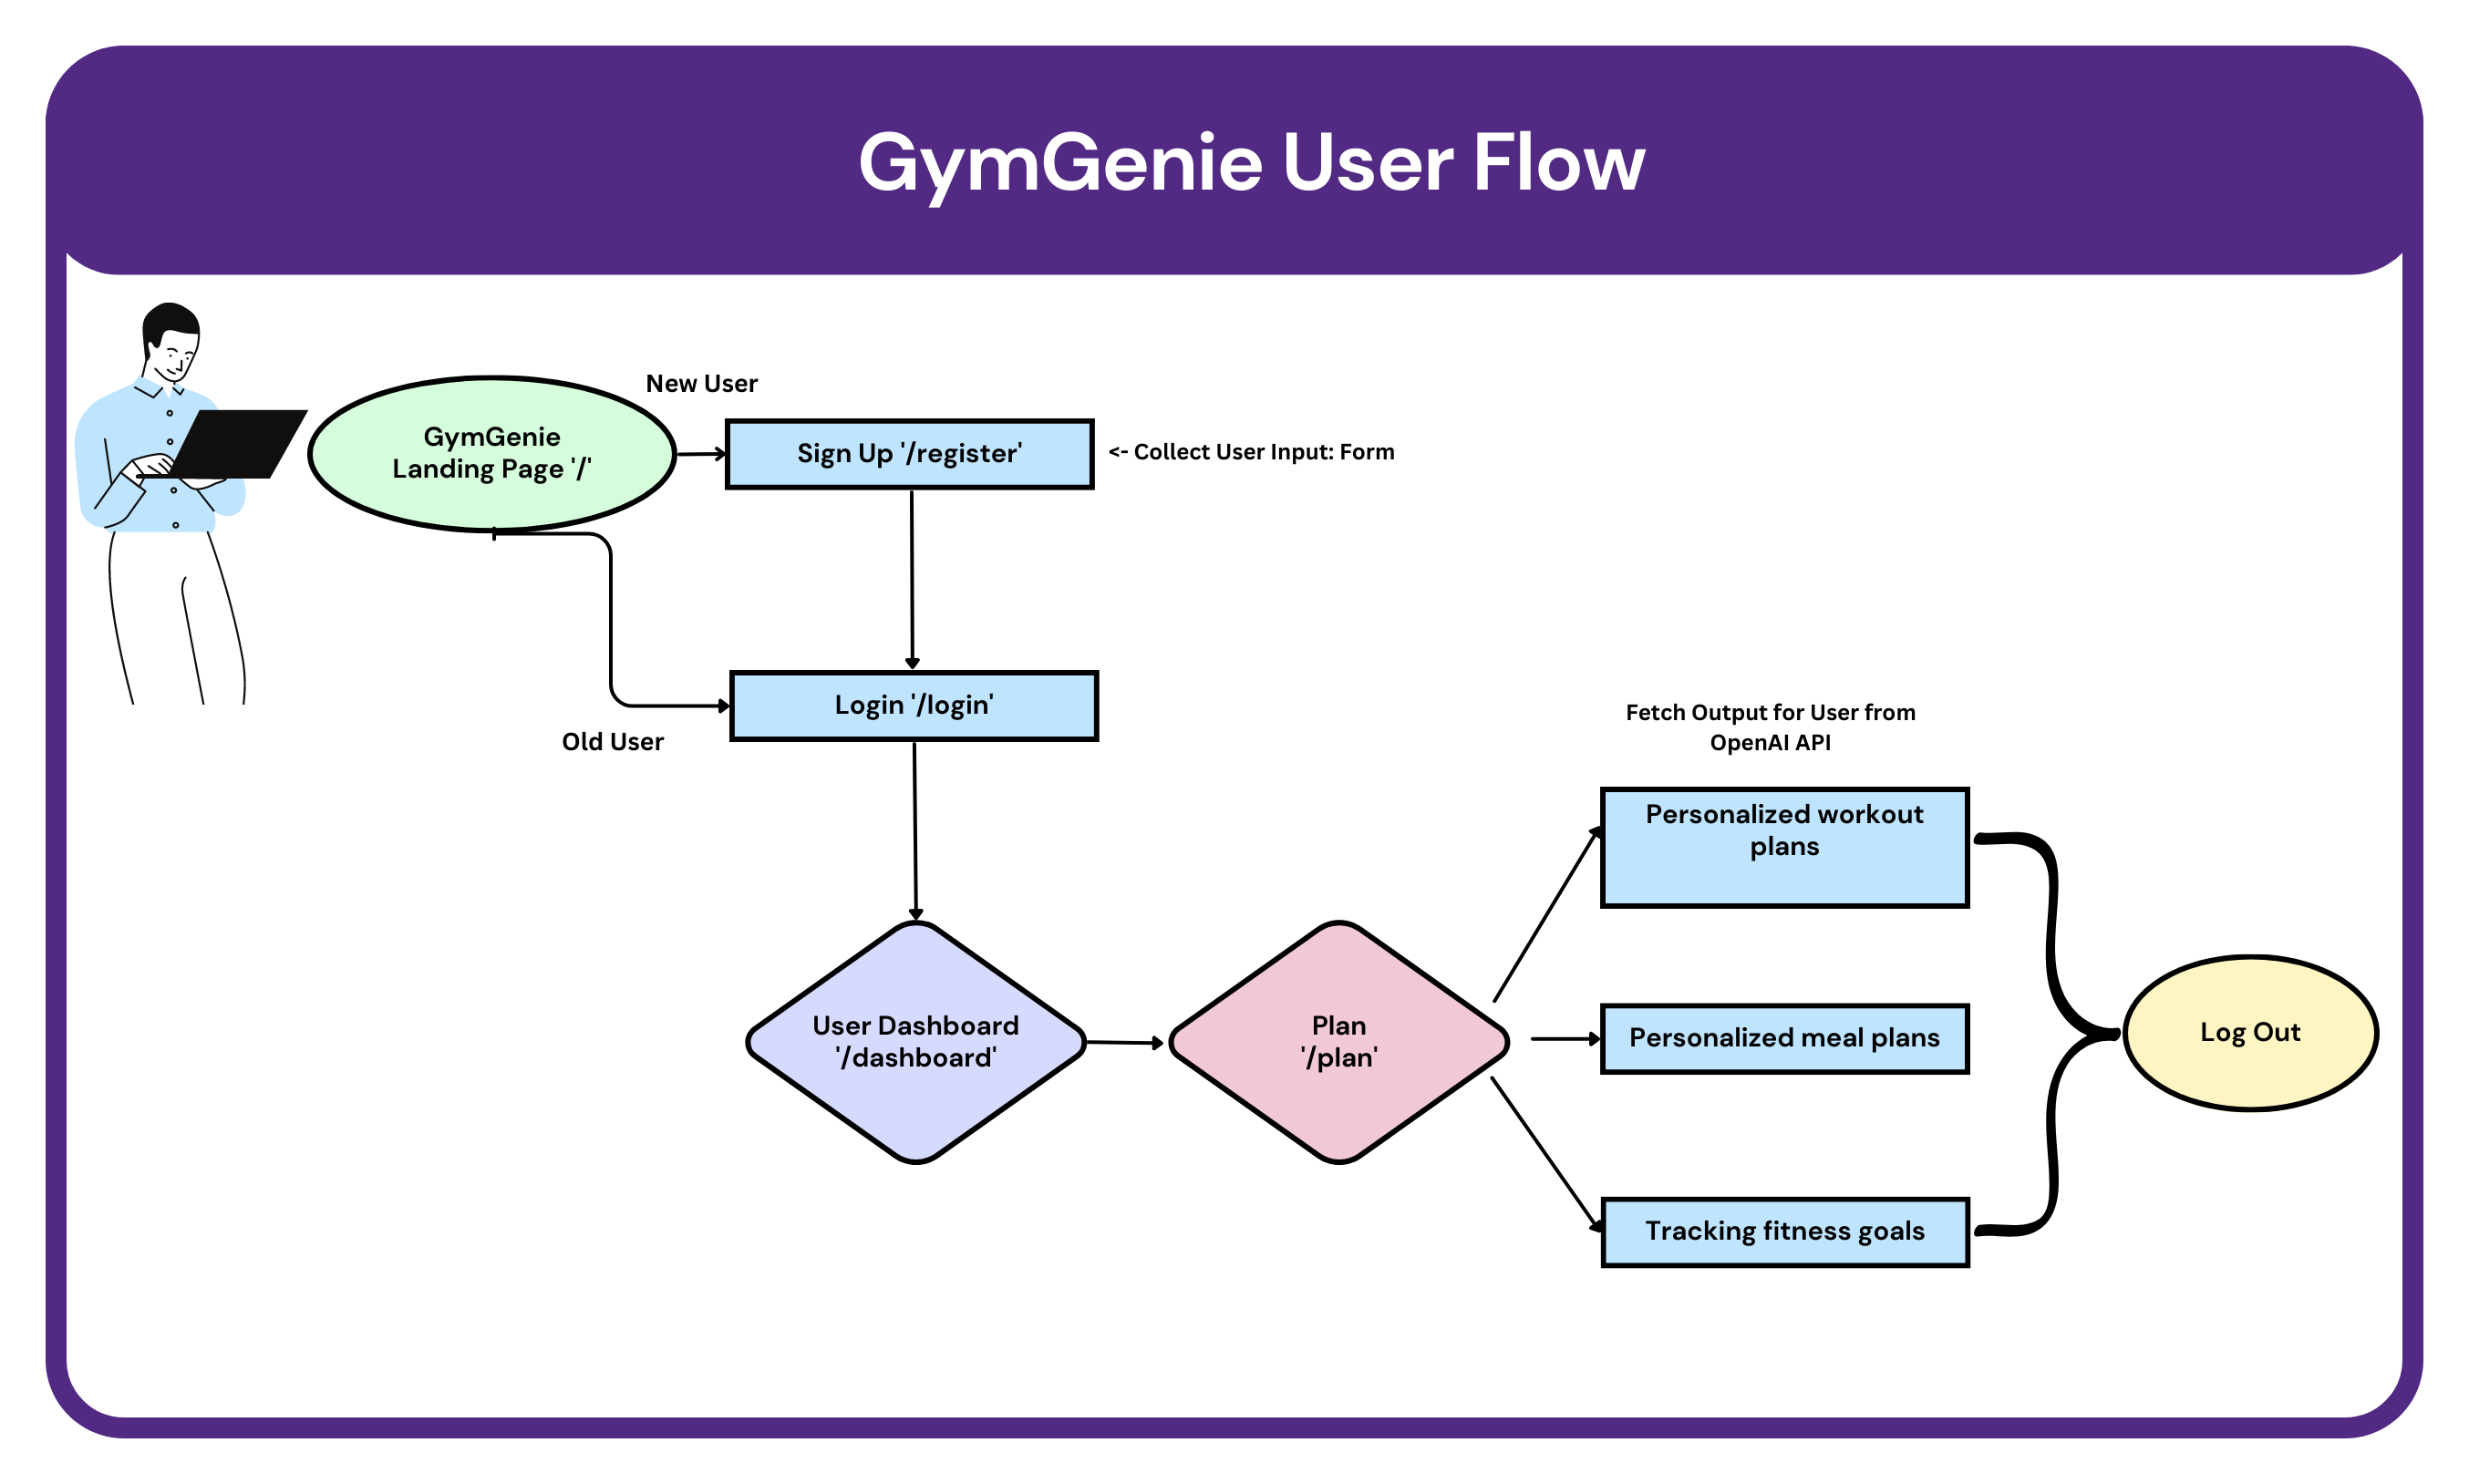 GymGenie User Flow
New User
GymGenie
Landing Page '/'
Sign Up '/register'
<- Collect User Input: Form
Login '/login'
Old User
Fetch Output for User from
OpenAI API
Personalized workout
plans
User Dashboard
'/dashboard'
Plan
'/plan'
Personalized meal plans
Log Out
Tracking fitness goals